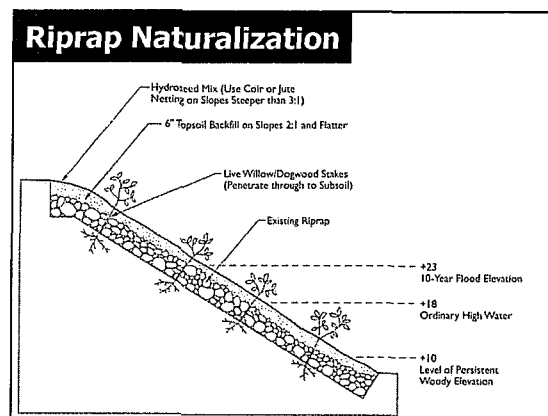 Riprap Naturalization
Hydroseed Mix (Use Coir or Jute
Netting on Slopes Steeper than 3:1)
6" Topsoil Backfill on Slopes 2:1 and Flatter
Live Willow/Dogwood Stakes
(Penetrate through to Subsoil)
Existing Riprap
+23
10-Year Flood Elevation
+18
Ordinary High Water
+10
Level of Persistent
Woody Elevation